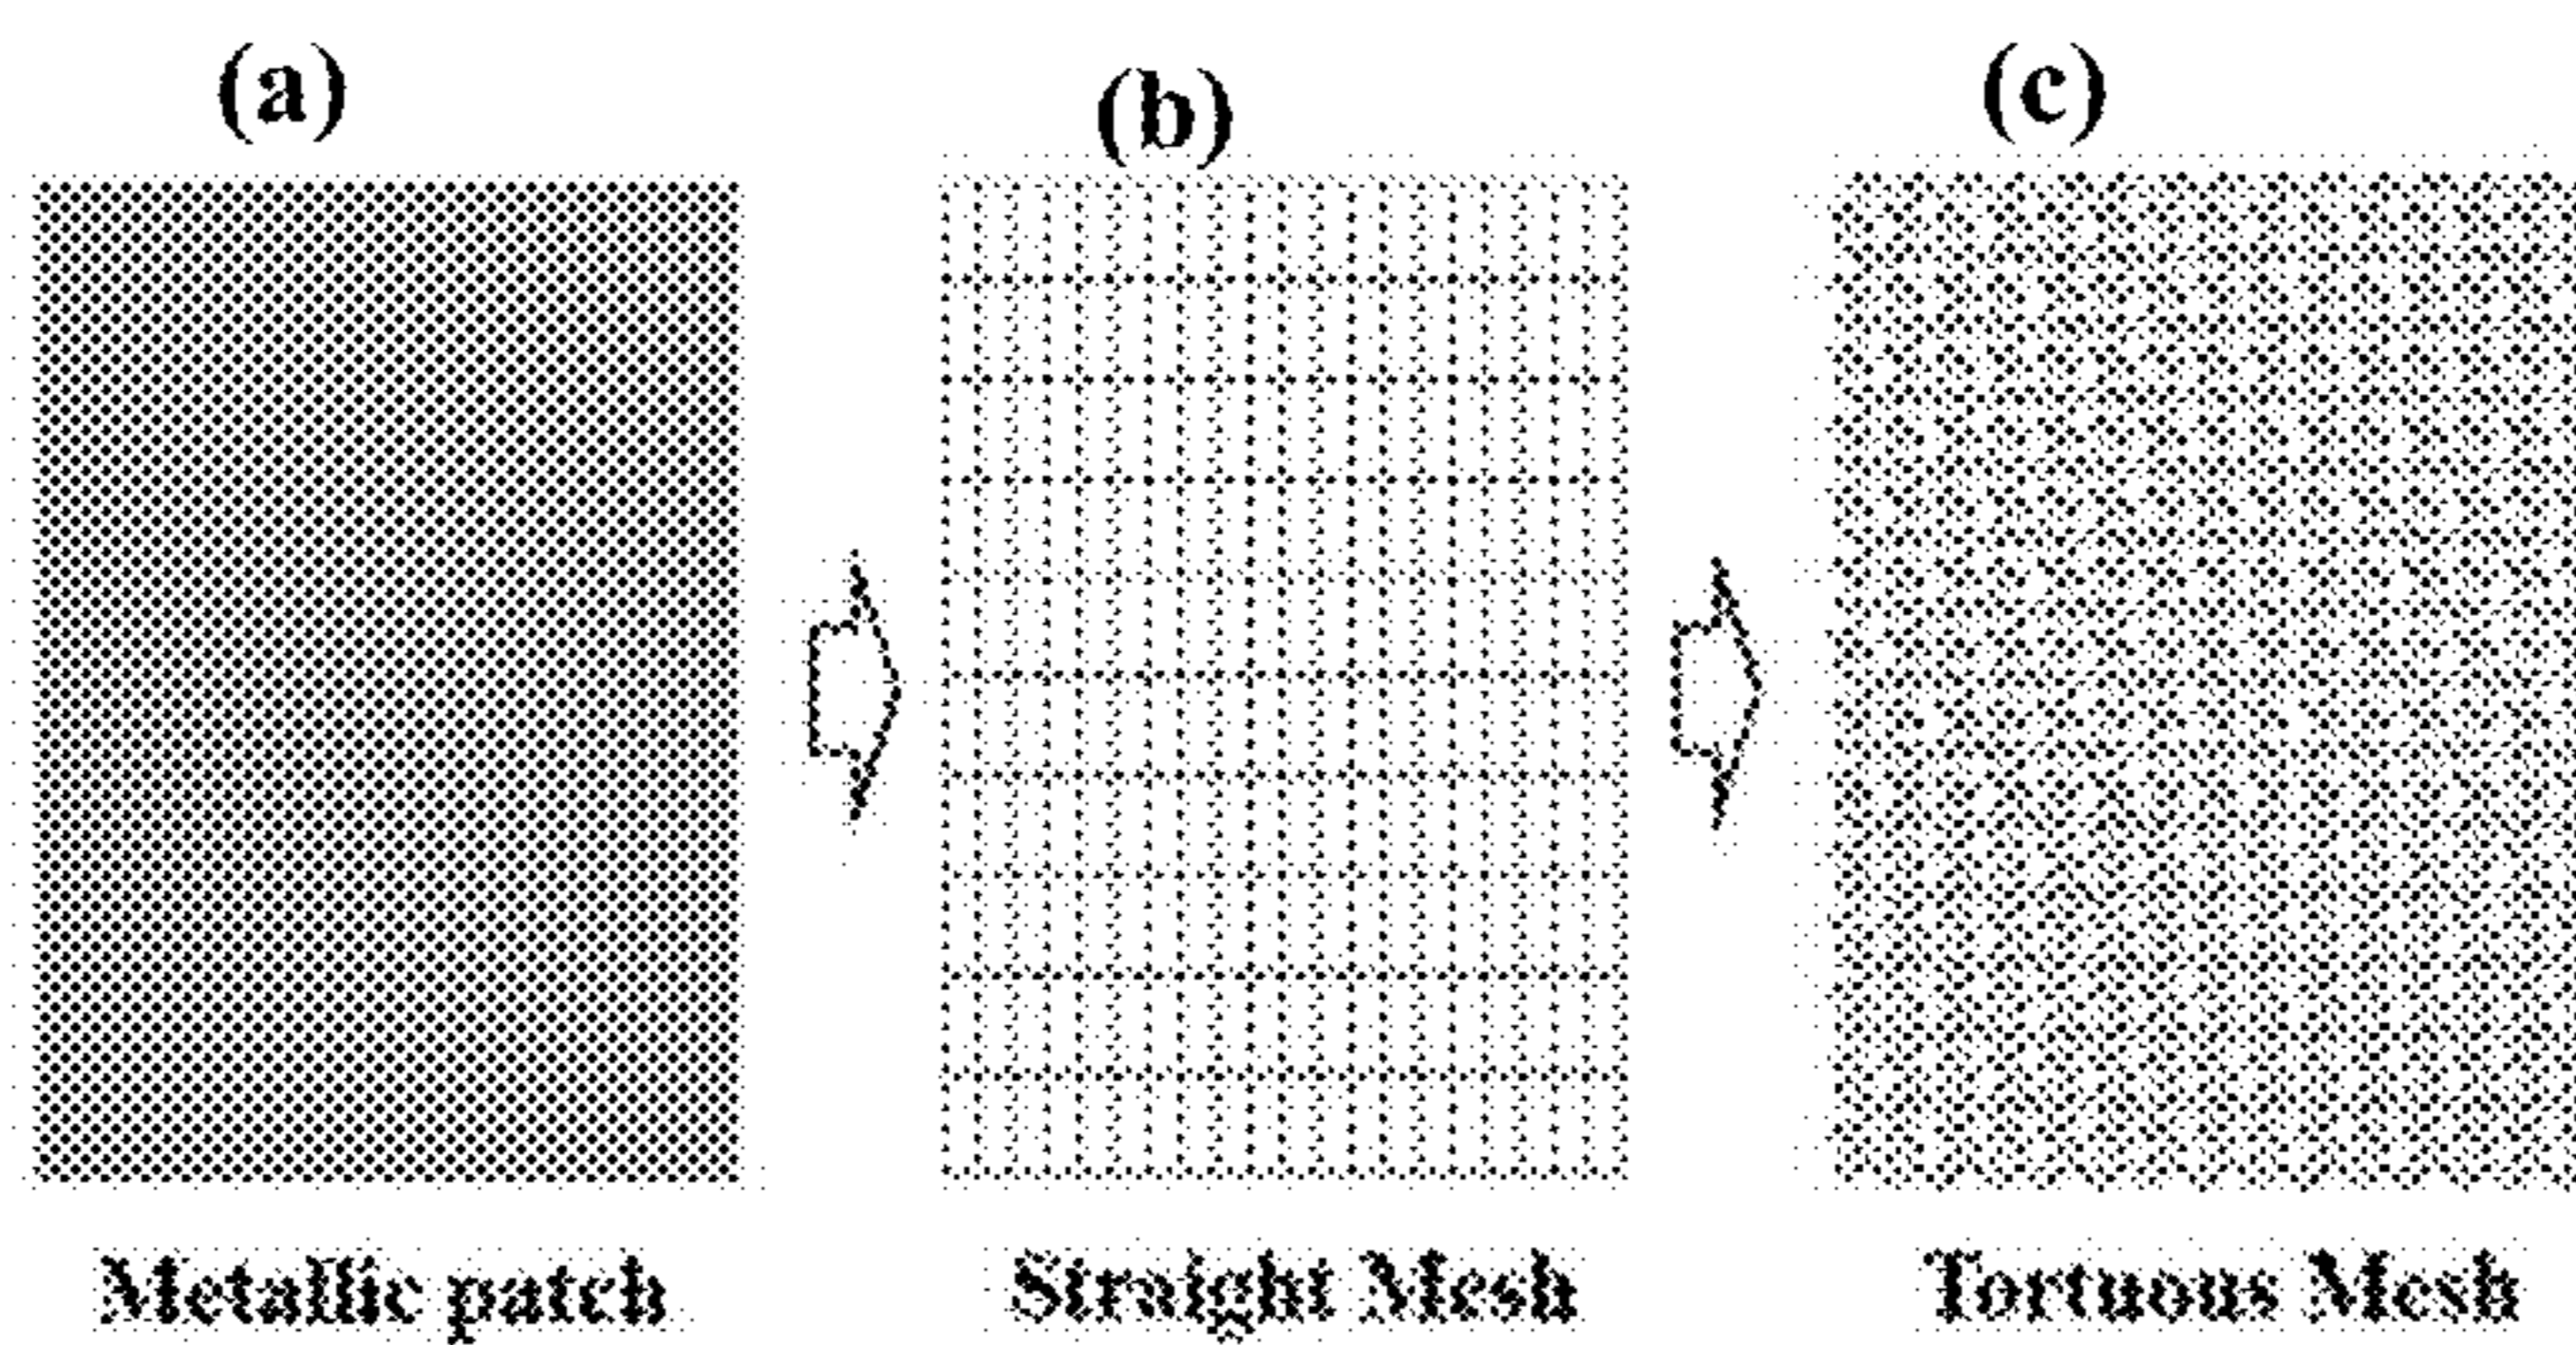 (a)
(b)
(c)
Metallic patch
Straight Mesh
Tortuous Mesh